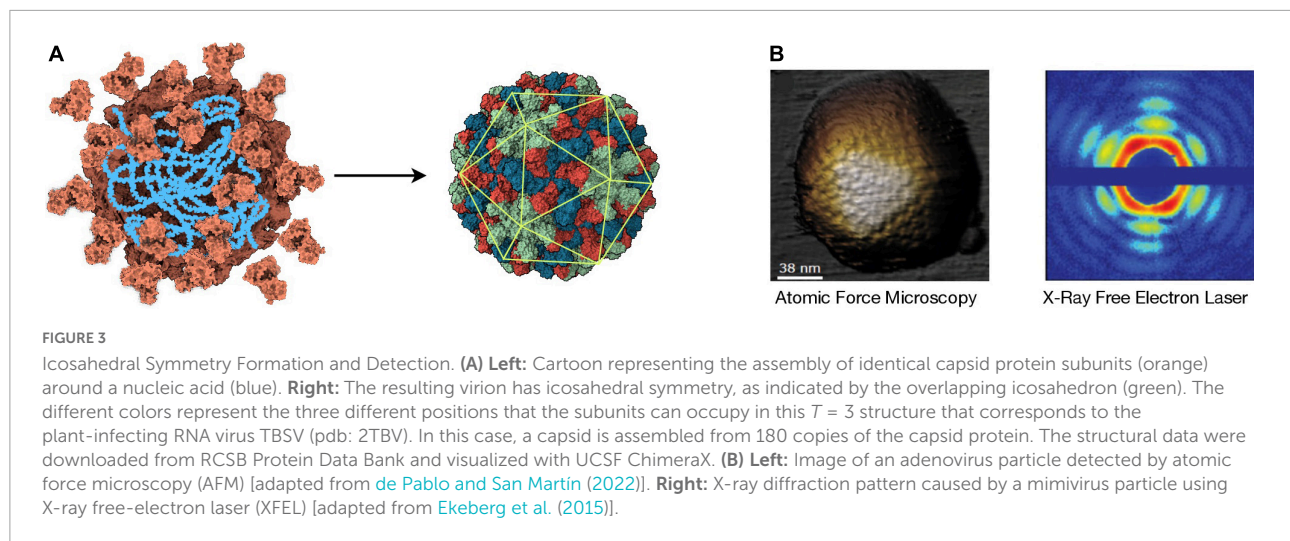 A
B
38 nm
Atomic Force Microscopy
X-Ray Free Electron Laser
FIGURE 3
Icosahedral Symmetry Formation and Detection. (A) Left: Cartoon representing the assembly of identical capsid protein subunits (orange)
around a nucleic acid (blue). Right: The resulting virion has icosahedral symmetry, as indicated by the overlapping icosahedron (green). The
different colors represent the three different positions that the subunits can occupy in this T = 3 structure that corresponds to the
plant-infecting RNA virus TBSV (pdb: 2TBV). In this case, a capsid is assembled from 180 copies of the capsid protein. The structural data were
downloaded from RCSB Protein Data Bank and visualized with UCSF ChimeraX. (B) Left: Image of an adenovirus particle detected by atomic
force microscopy (AFM) [adapted from de Pablo and San Martín (2022)]. Right: X-ray diffraction pattern caused by a mimivirus particle using
X-ray free-electron laser (XFEL) [adapted from Ekeberg et al. (2015)].